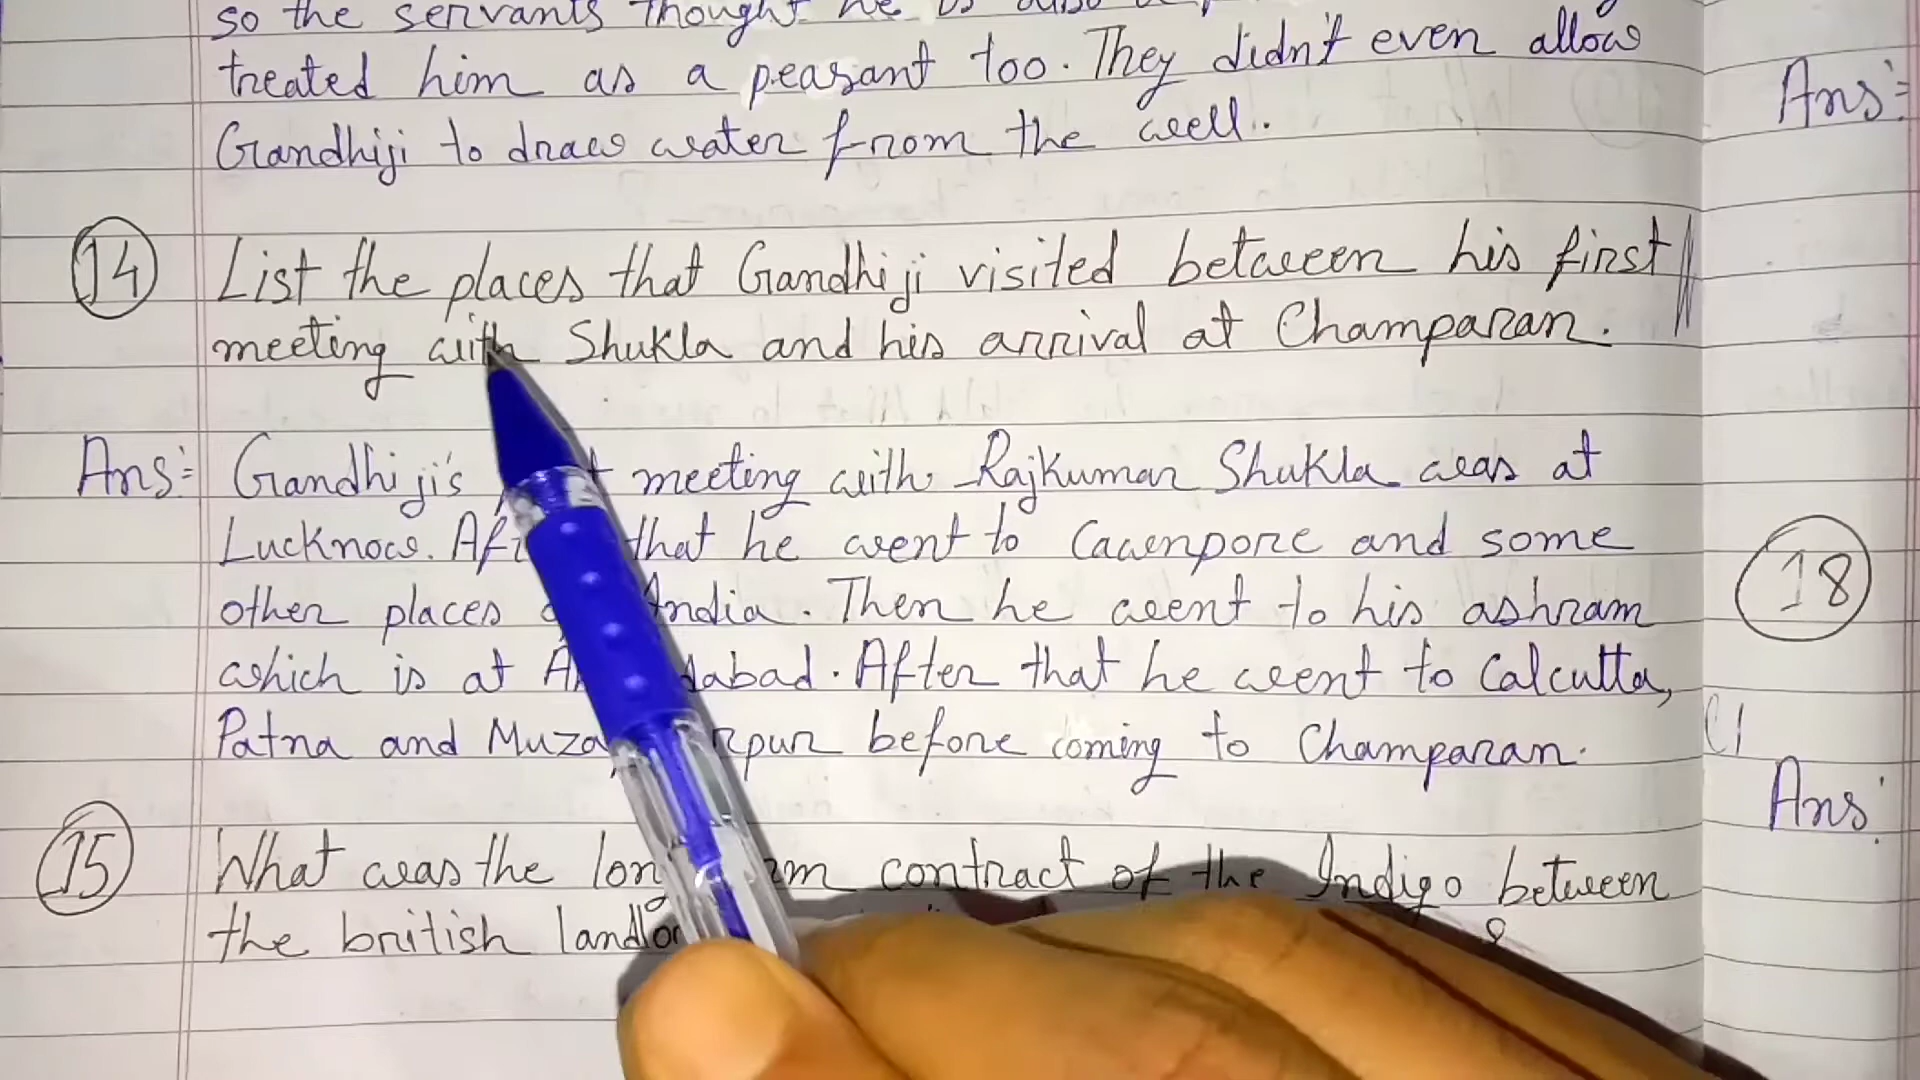 so the servants thought he is also
treated him as a peasant too. They didn't even allow
Gandhiji to draw water from the well.
14 List the places that Gandhiji visited between his first
meeting with Shukla and his arrival at Champaran.
Ans: Gandhiji's meeting with Rajkumar Shukla was at
Lucknow. that he went to Cawnpore and some
other places India. Then he went to his ashram
which is at After that he went to Calcutta,
Patna and before coming to Champaran.
15 What was the contract of the Indigo between
the british
Ans:
18
Ans: